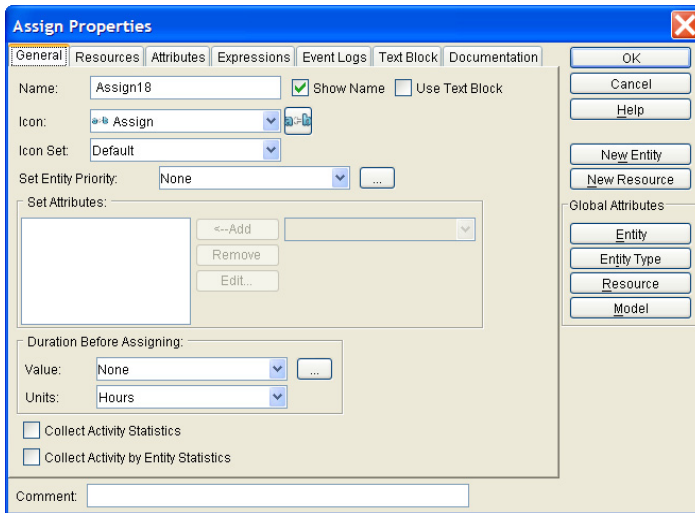 Assign Properties
General Resources Attributes Expressions Event Logs Text Block Documentation
OK
Cancel
Help
New Entity
New Resource
Global Attributes
Entity
Entity Type
Resource
Model
Name: Assign18 Show Name Use Text Block
Icon: Assign
Icon Set: Default
Set Entity Priority: None ...
Set Attributes:
<--Add
Remove
Edit...
Duration Before Assigning:
Value: None ...
Units: Hours
Collect Activity Statistics
Collect Activity by Entity Statistics
Comment: